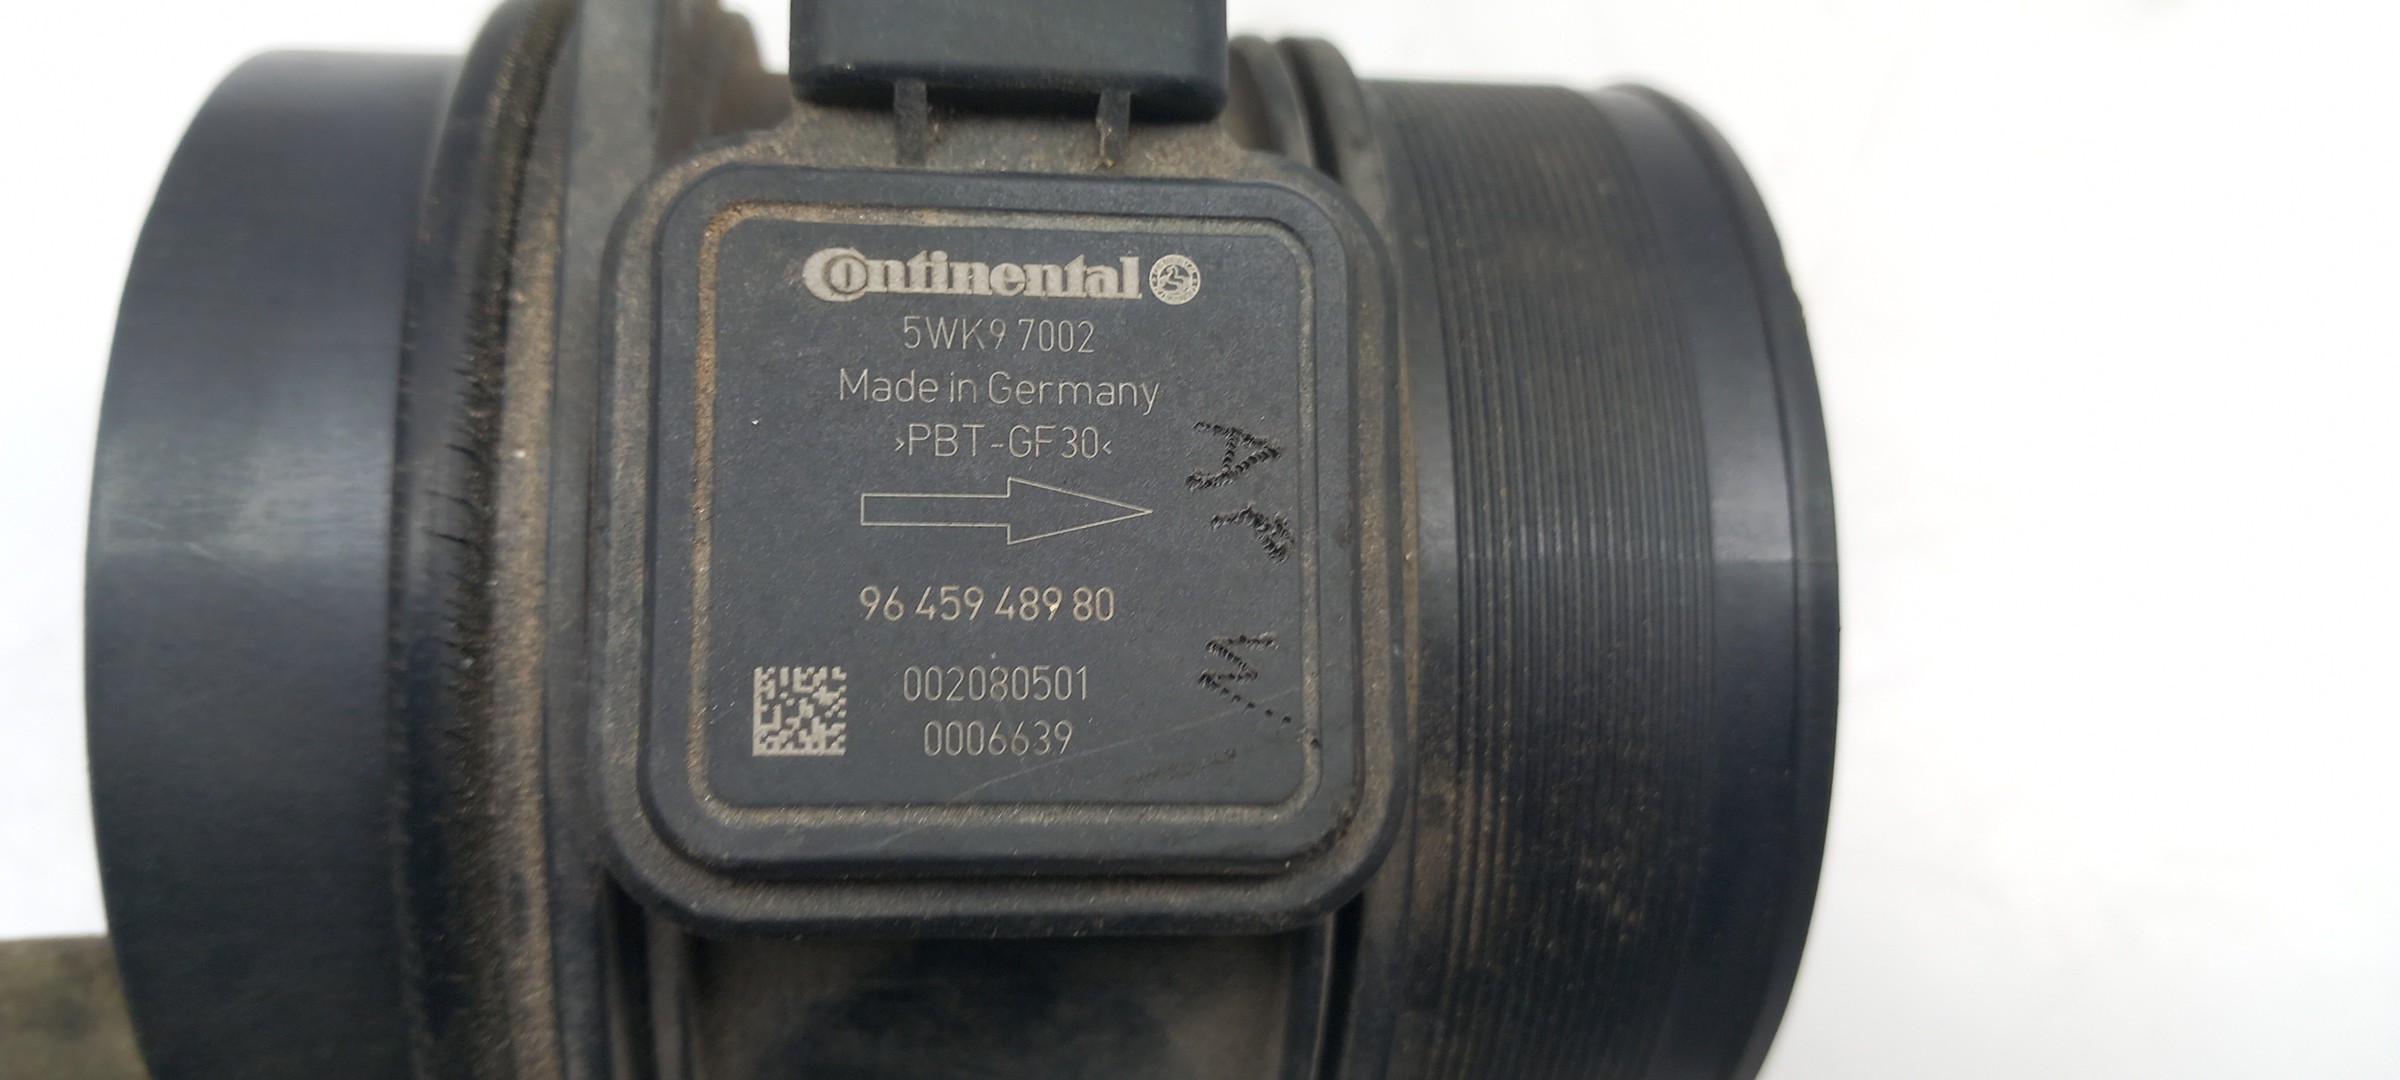 Continental
5WK9 7002
Made in Germany
>PBT-GF30<
96 459 489 80
002080501
0006639